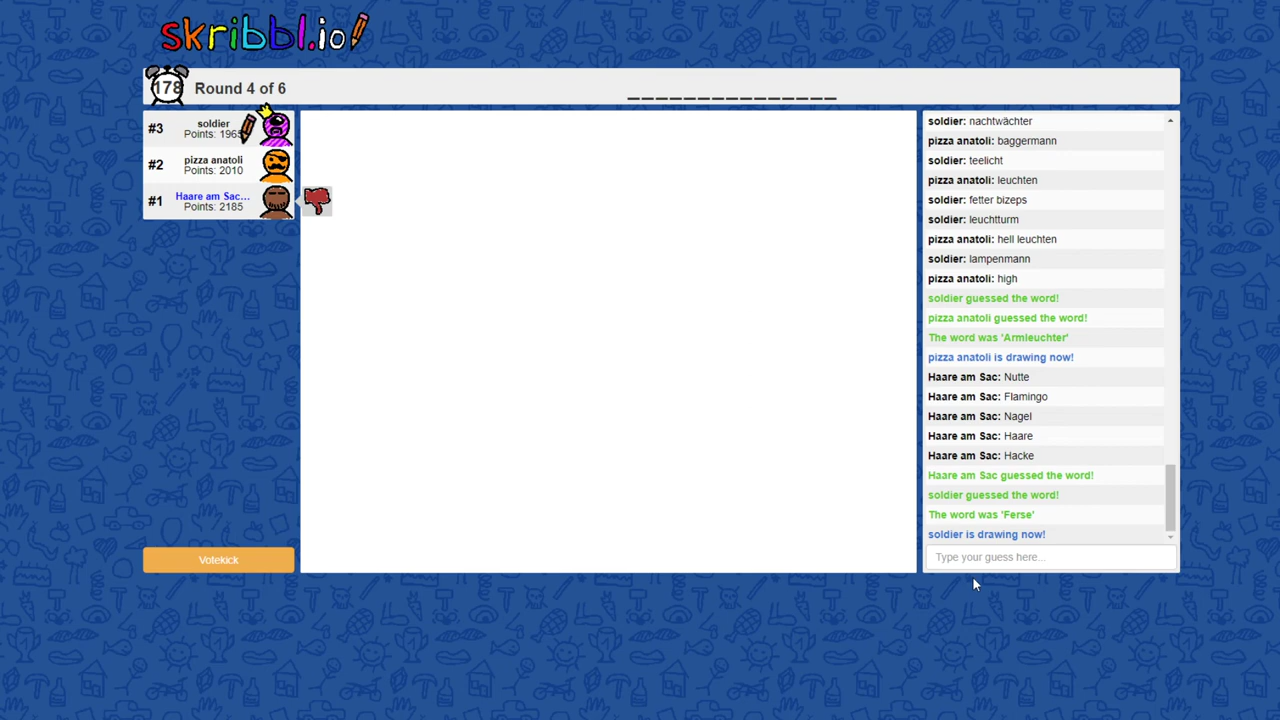 skribbl.io
178
Round 4 of 6
_______________
#3
soldier
Points: 1965
#2
pizza anatoli
Points: 2010
#1
Haare am Sac...
Points: 2185
Votekick
soldier: nachtwächter
pizza anatoli: baggermann
soldier: teelicht
pizza anatoli: leuchten
soldier: fetter bizeps
soldier: leuchtturm
pizza anatoli: hell leuchten
soldier: lampenmann
pizza anatoli: high
soldier guessed the word!
pizza anatoli guessed the word!
The word was 'Armleuchter'
pizza anatoli is drawing now!
Haare am Sac: Nutte
Haare am Sac: Flamingo
Haare am Sac: Nagel
Haare am Sac: Haare
Haare am Sac: Hacke
Haare am Sac guessed the word!
soldier guessed the word!
The word was 'Ferse'
soldier is drawing now!
Type your guess here...